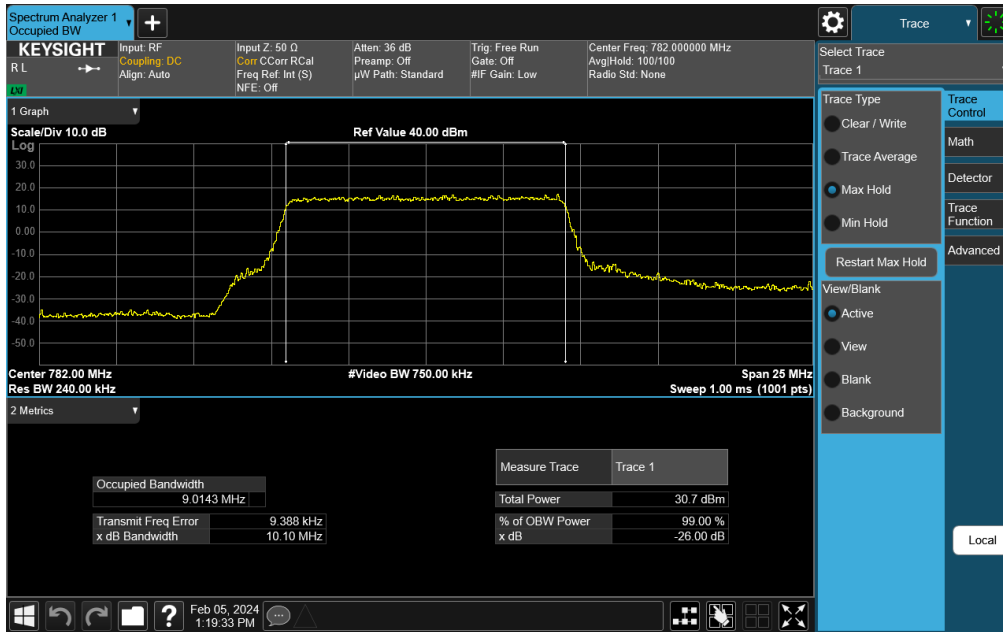 Spectrum Analyzer 1
Occupied BW
Trace
KEYSIGHT
R L
LXI
Input: RF
Coupling: DC
Align: Auto
Input Z: 50 Ω
Corr CCorr RCal
Freq Ref: Int (S)
NFE: Off
Atten: 36 dB
Preamp: Off
µW Path: Standard
Trig: Free Run
Gate: Off
#IF Gain: Low
Center Freq: 782.000000 MHz
Avg|Hold: 100/100
Radio Std: None
Select Trace
Trace 1
1 Graph
Scale/Div 10.0 dB
Ref Value 40.00 dBm
Log
30.0
20.0
10.0
0.00
-10.0
-20.0
-30.0
-40.0
-50.0
Center 782.00 MHz
#Video BW 750.00 kHz
Span 25 MHz
Res BW 240.00 kHz
Sweep 1.00 ms (1001 pts)
Trace Type
Clear / Write
Trace Average
Max Hold
Min Hold
Restart Max Hold
View/Blank
Active
View
Blank
Background
Trace
Control
Math
Detector
Trace
Function
Advanced
Local
2 Metrics
Occupied Bandwidth
9.0143 MHz
Transmit Freq Error 9.388 kHz
x dB Bandwidth 10.10 MHz
Measure Trace Trace 1
Total Power 30.7 dBm
% of OBW Power 99.00 %
x dB -26.00 dB
Feb 05, 2024
1:19:33 PM